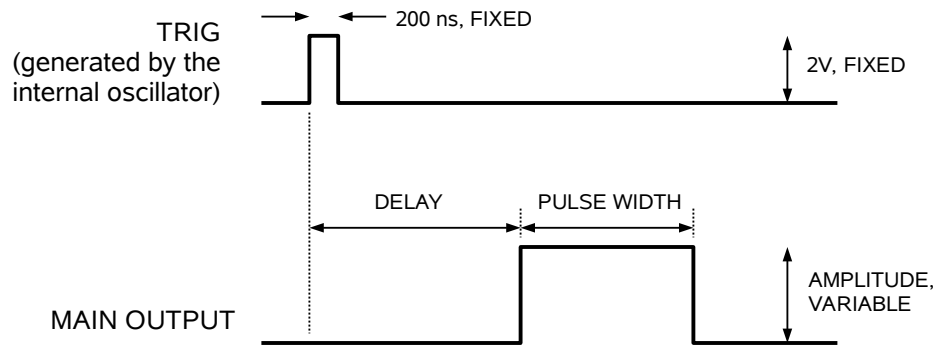 200 ns, FIXED
TRIG
(generated by the
internal oscillator)
2V, FIXED
DELAY
PULSE WIDTH
AMPLITUDE,
VARIABLE
MAIN OUTPUT